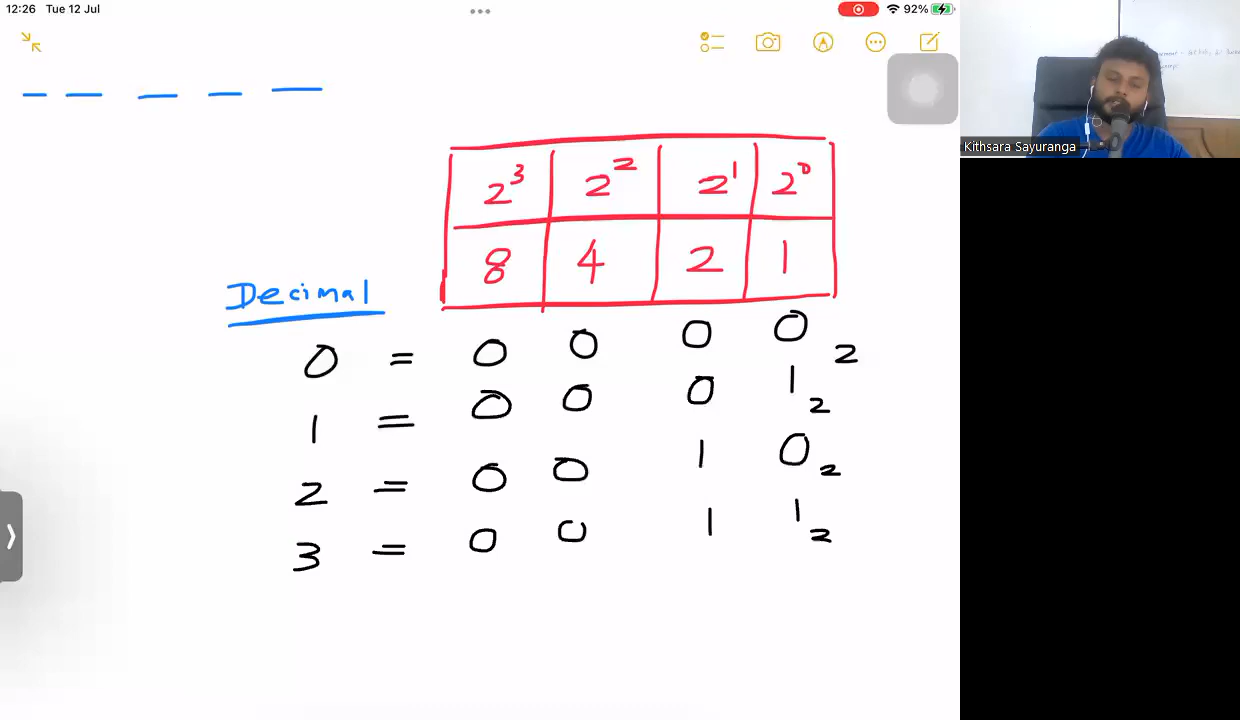 12:26 Tue 12 Jul 92%
2³ 2² 2¹ 2⁰
8 4 2 1
Decimal
0 = 0 0 0 0₂
1 = 0 0 0 1₂
2 = 0 0 1 0₂
3 = 0 0 1 1₂
Kithsara Sayuranga